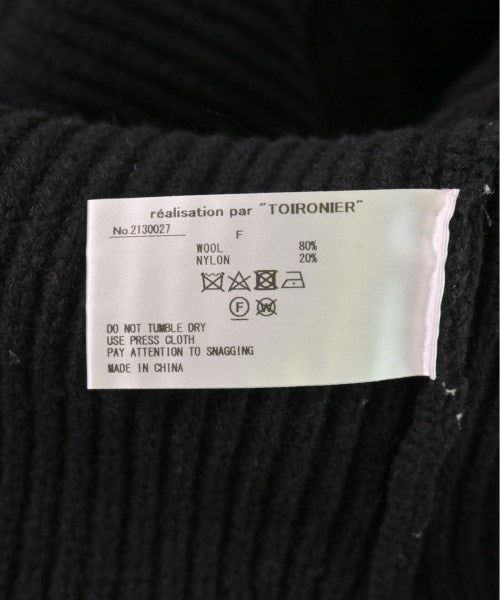 réalisation par "TOIRONIER"
No.2130027 F
WOOL 80%
NYLON 20%
F W
DO NOT TUMBLE DRY
USE PRESS CLOTH
PAY ATTENTION TO SNAGGING
MADE IN CHINA